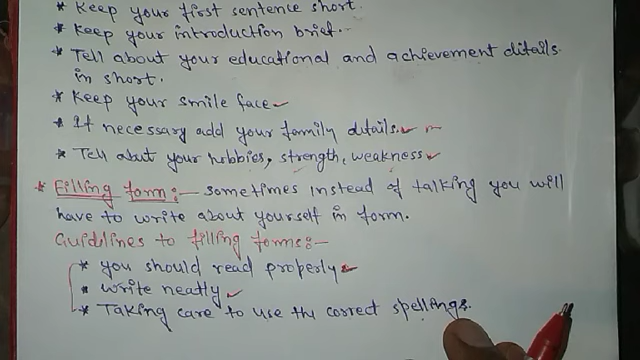 * Keep your first sentence short.
* Keep your introduction brief.
* Tell about your educational and achievement ditails
in short.
* Keep your smile face
* If necessary add your family ditails.
* Tell about your hobbies, strength, weakness
* Filling form:- sometimes instead of talking you will
have to write about yourself in form.
Guidlines to filling forms:-
* you should read properly
* write neatly
* Taking care to use the correct spellings.